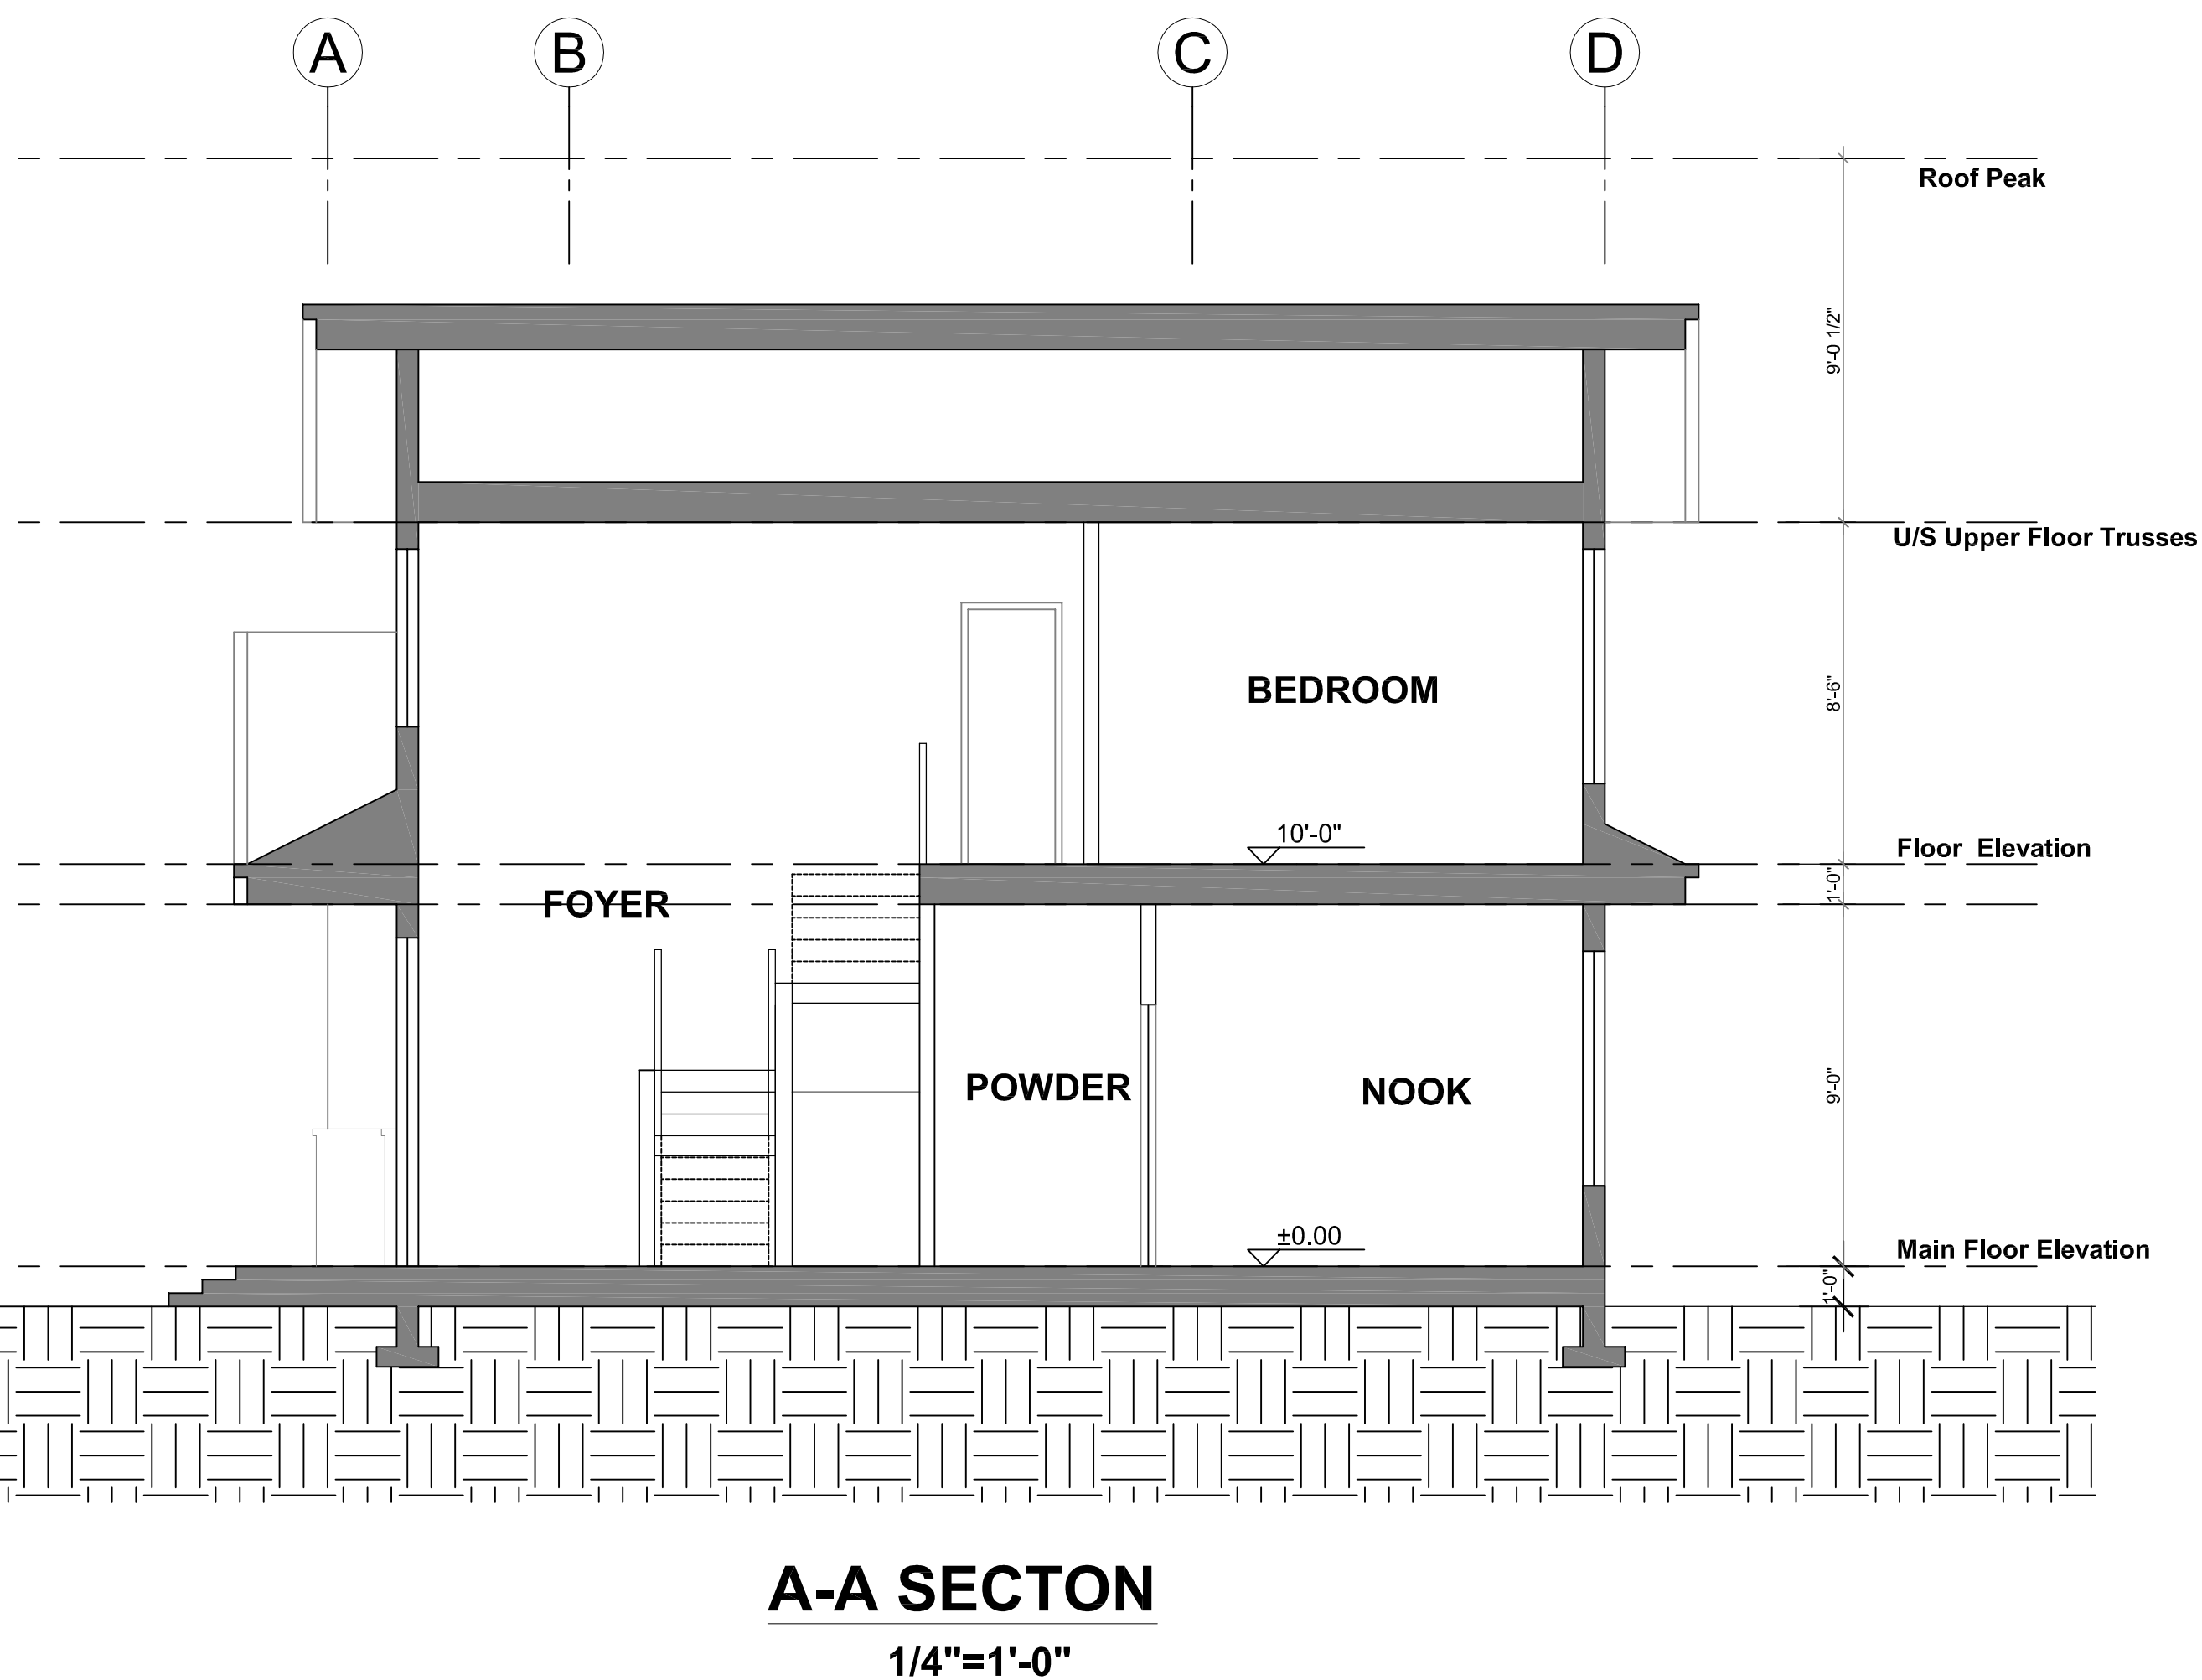 A
B
C
D
Roof Peak
9'-0 1/2"
U/S Upper Floor Trusses
8'-6"
BEDROOM
10'-0"
Floor  Elevation
1'-0"
FOYER
9'-0"
POWDER
NOOK
±0.00
Main Floor Elevation
1'-0"
A-A SECTON
1/4"=1'-0"